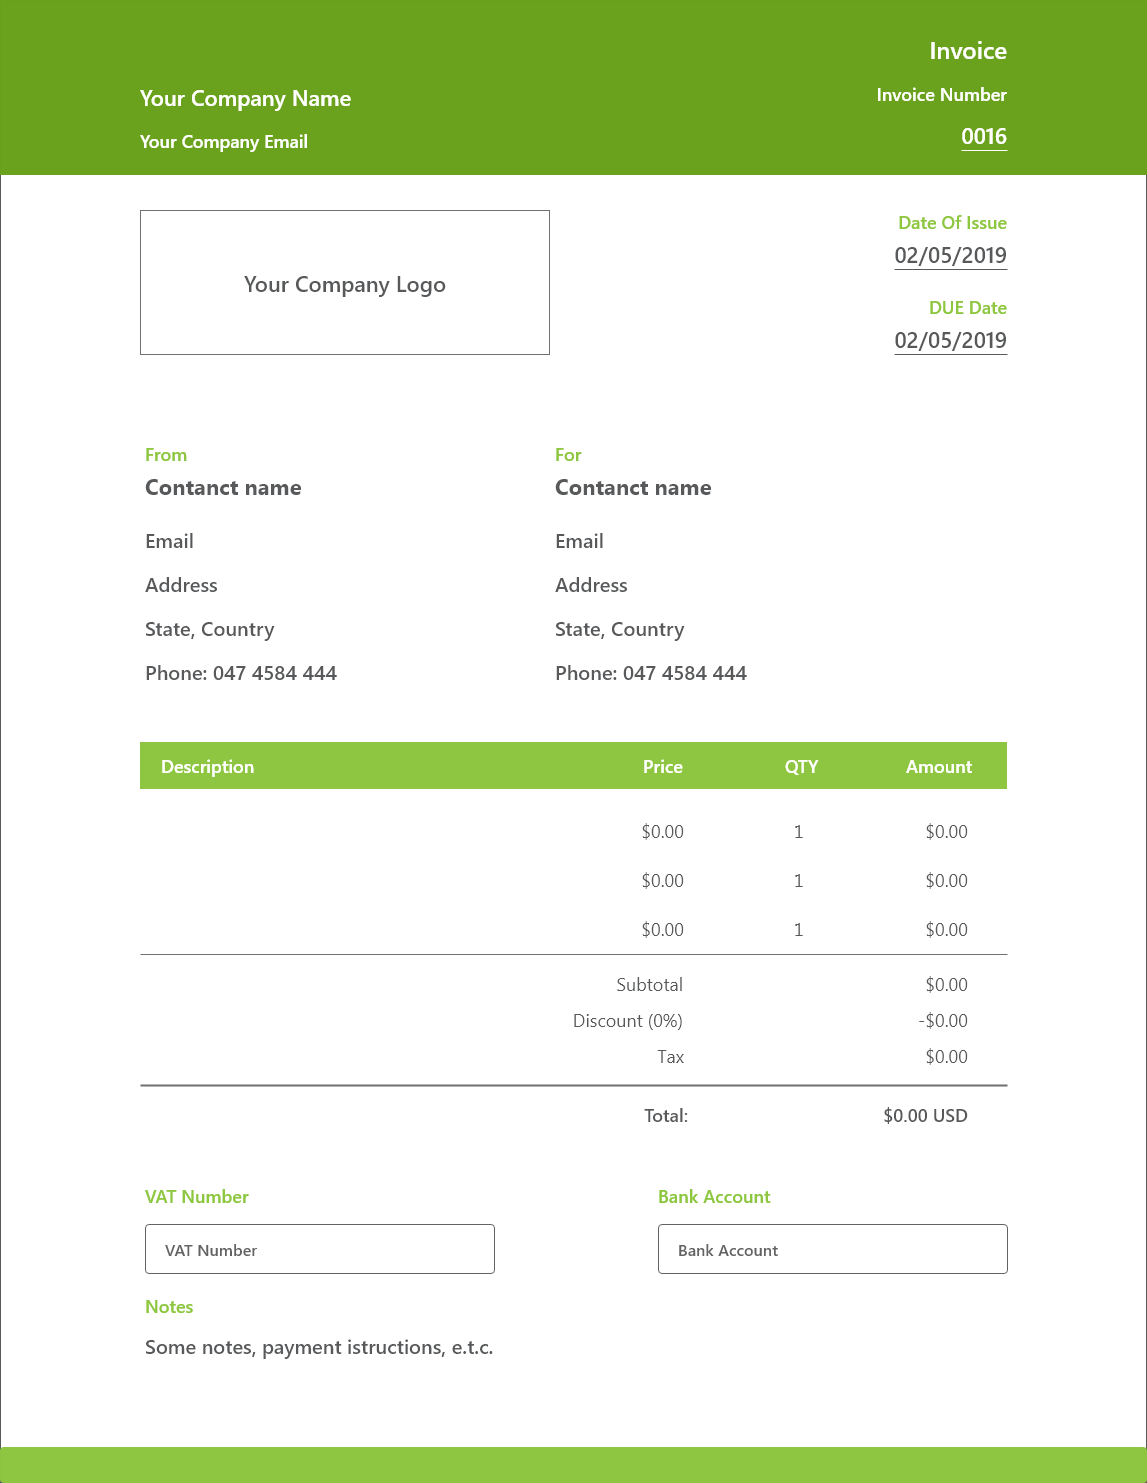 Invoice
Your Company Name
Invoice Number
Your Company Email
0016
Your Company Logo
Date Of Issue
02/05/2019
DUE Date
02/05/2019
From
Contanct name
Email
Address
State, Country
Phone: 047 4584 444
For
Contanct name
Email
Address
State, Country
Phone: 047 4584 444
Description Price QTY Amount
$0.00 1 $0.00
$0.00 1 $0.00
$0.00 1 $0.00
Subtotal $0.00
Discount (0%) -$0.00
Tax $0.00
Total: $0.00 USD
VAT Number
VAT Number
Bank Account
Bank Account
Notes
Some notes, payment istructions, e.t.c.